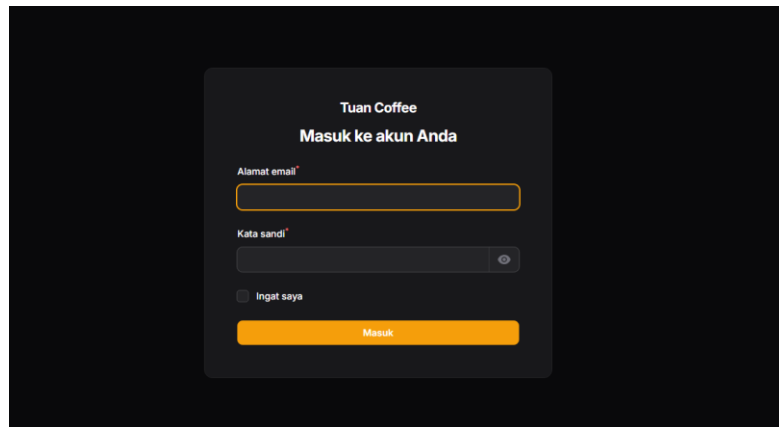 Tuan Coffee
Masuk ke akun Anda
Alamat email*
Kata sandi*
Ingat saya
Masuk